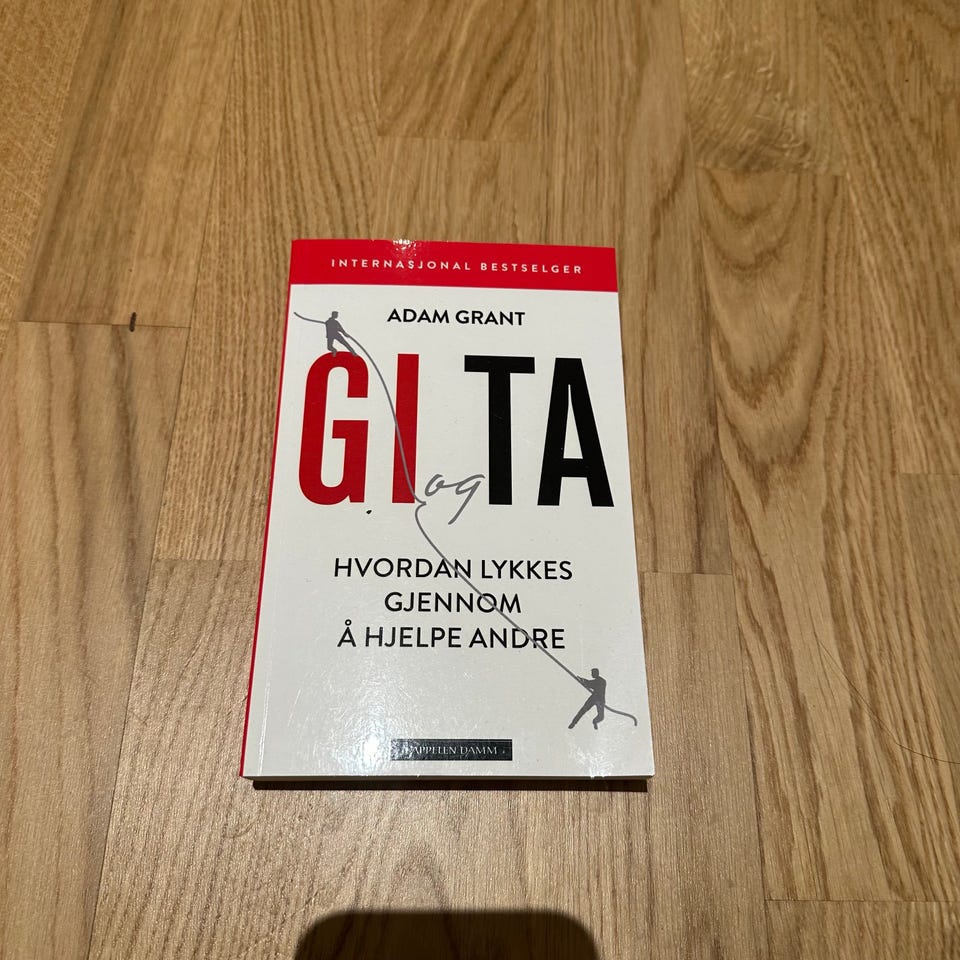 INTERNASJONAL BESTSELGER
ADAM GRANT
GI og TA
HVORDAN LYKKES
GJENNOM
Å HJELPE ANDRE
CAPPELEN DAMM